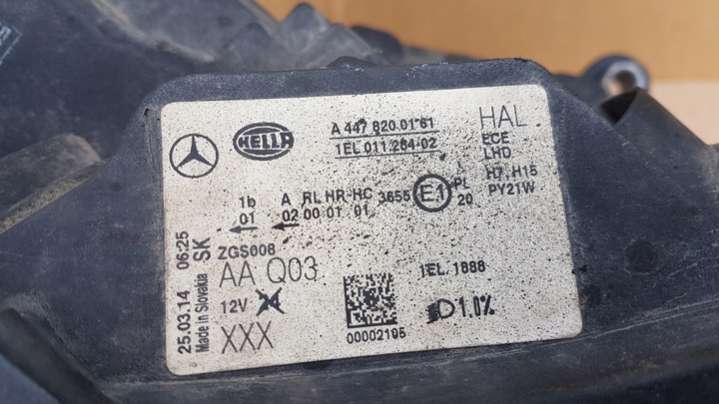 HELLA
A 447 820 01 61
1EL 011 284-02
HAL
ECE
LHD
H7, H15
PY21W
1b A RL HR-HC 3655 E1 PL
01 02 00 01 01 20
ZGS008
AA Q03
12V
XXX
25.03.14 06:25
Made in Slovakia SK
1EL.1888
1.0%
00002195